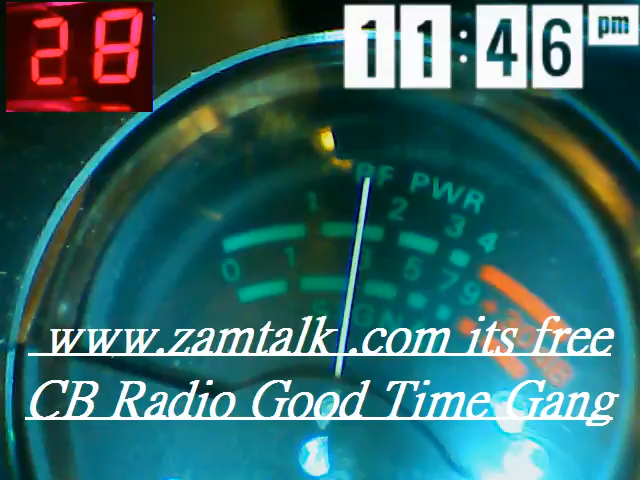 28
11:46 pm
RF PWR
1 2 3 4
0 1 3 5 7 9
SIGNAL
www.zamtalk .com its free
CB Radio Good Time Gang